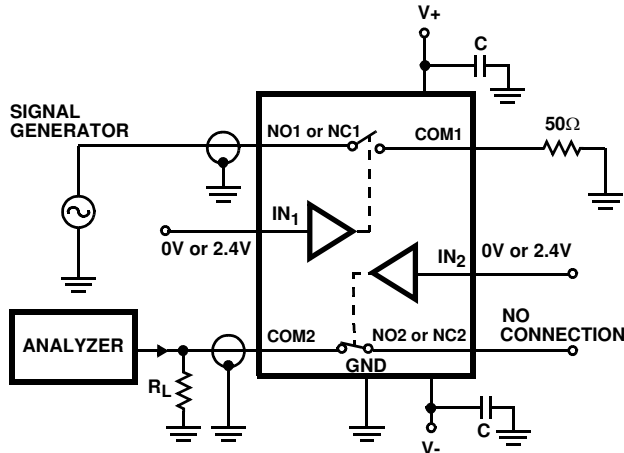 V+
C
SIGNAL
GENERATOR
NO1 or NC1
COM1
50Ω
IN1
0V or 2.4V
IN2
0V or 2.4V
NO
CONNECTION
ANALYZER
COM2
NO2 or NC2
RL
GND
C
V-